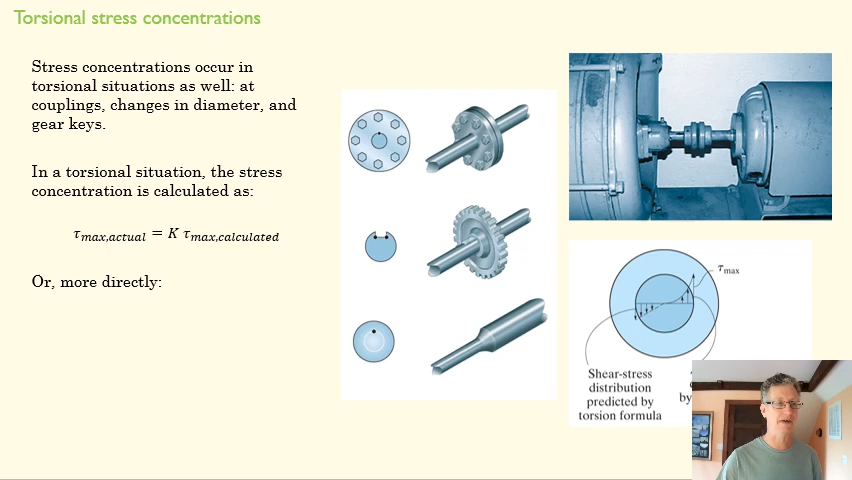 Torsional stress concentrations
Stress concentrations occur in
torsional situations as well: at
couplings, changes in diameter, and
gear keys.
In a torsional situation, the stress
concentration is calculated as:
τmax,actual = K τmax,calculated
Or, more directly:
τmax
Shear-stress
distribution
predicted by
torsion formula
by